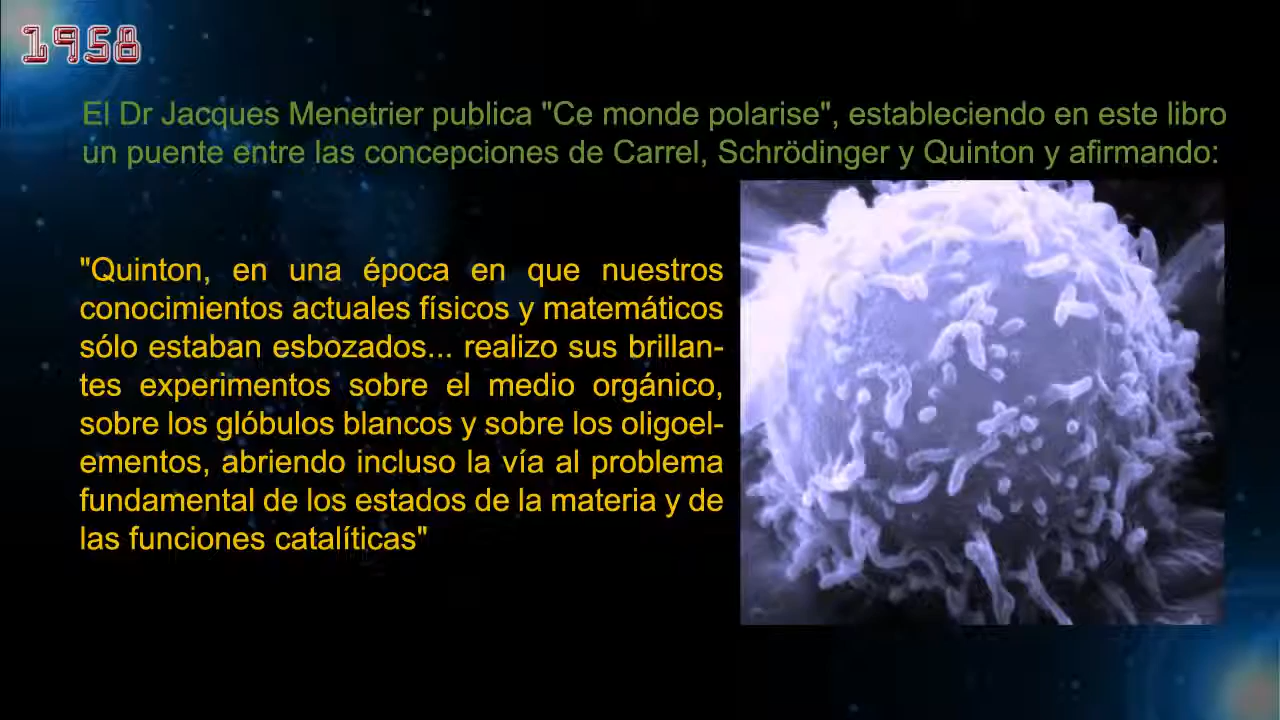 1958
El Dr Jacques Menetrier publica "Ce monde polarise", estableciendo en este libro
un puente entre las concepciones de Carrel, Schrödinger y Quinton y afirmando:
"Quinton, en una época en que nuestros
conocimientos actuales físicos y matemáticos
sólo estaban esbozados... realizo sus brillan-
tes experimentos sobre el medio orgánico,
sobre los glóbulos blancos y sobre los oligoel-
ementos, abriendo incluso la vía al problema
fundamental de los estados de la materia y de
las funciones catalíticas"